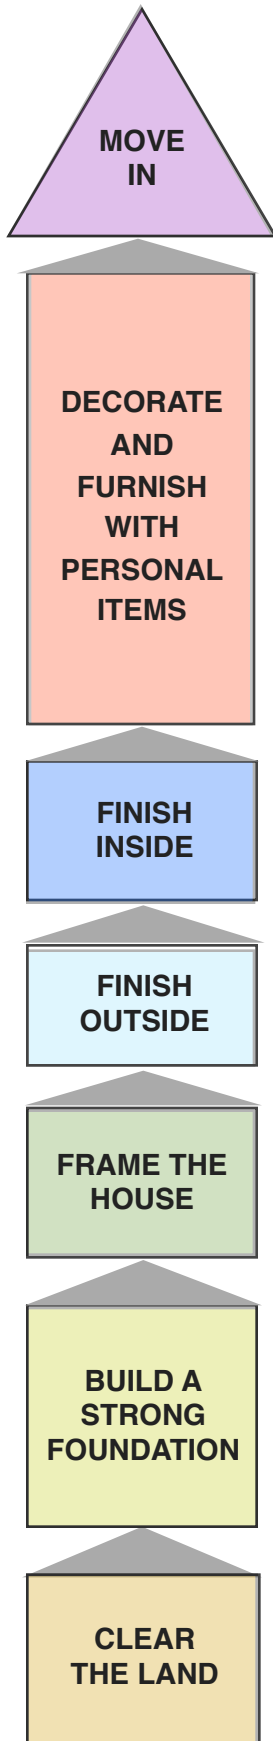 MOVE
IN
DECORATE
AND
FURNISH
WITH
PERSONAL
ITEMS
FINISH
INSIDE
FINISH
OUTSIDE
FRAME THE
HOUSE
BUILD A
STRONG
FOUNDATION
CLEAR
THE LAND